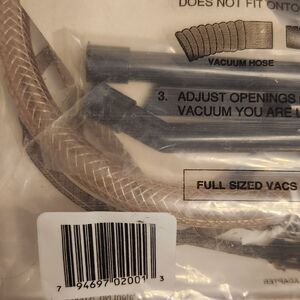 DOES NOT FIT ONTO
VACUUM HOSE
3. ADJUST OPENINGS
VACUUM YOU ARE
FULL SIZED VACS
7 94697 02001 3
ADAPTER